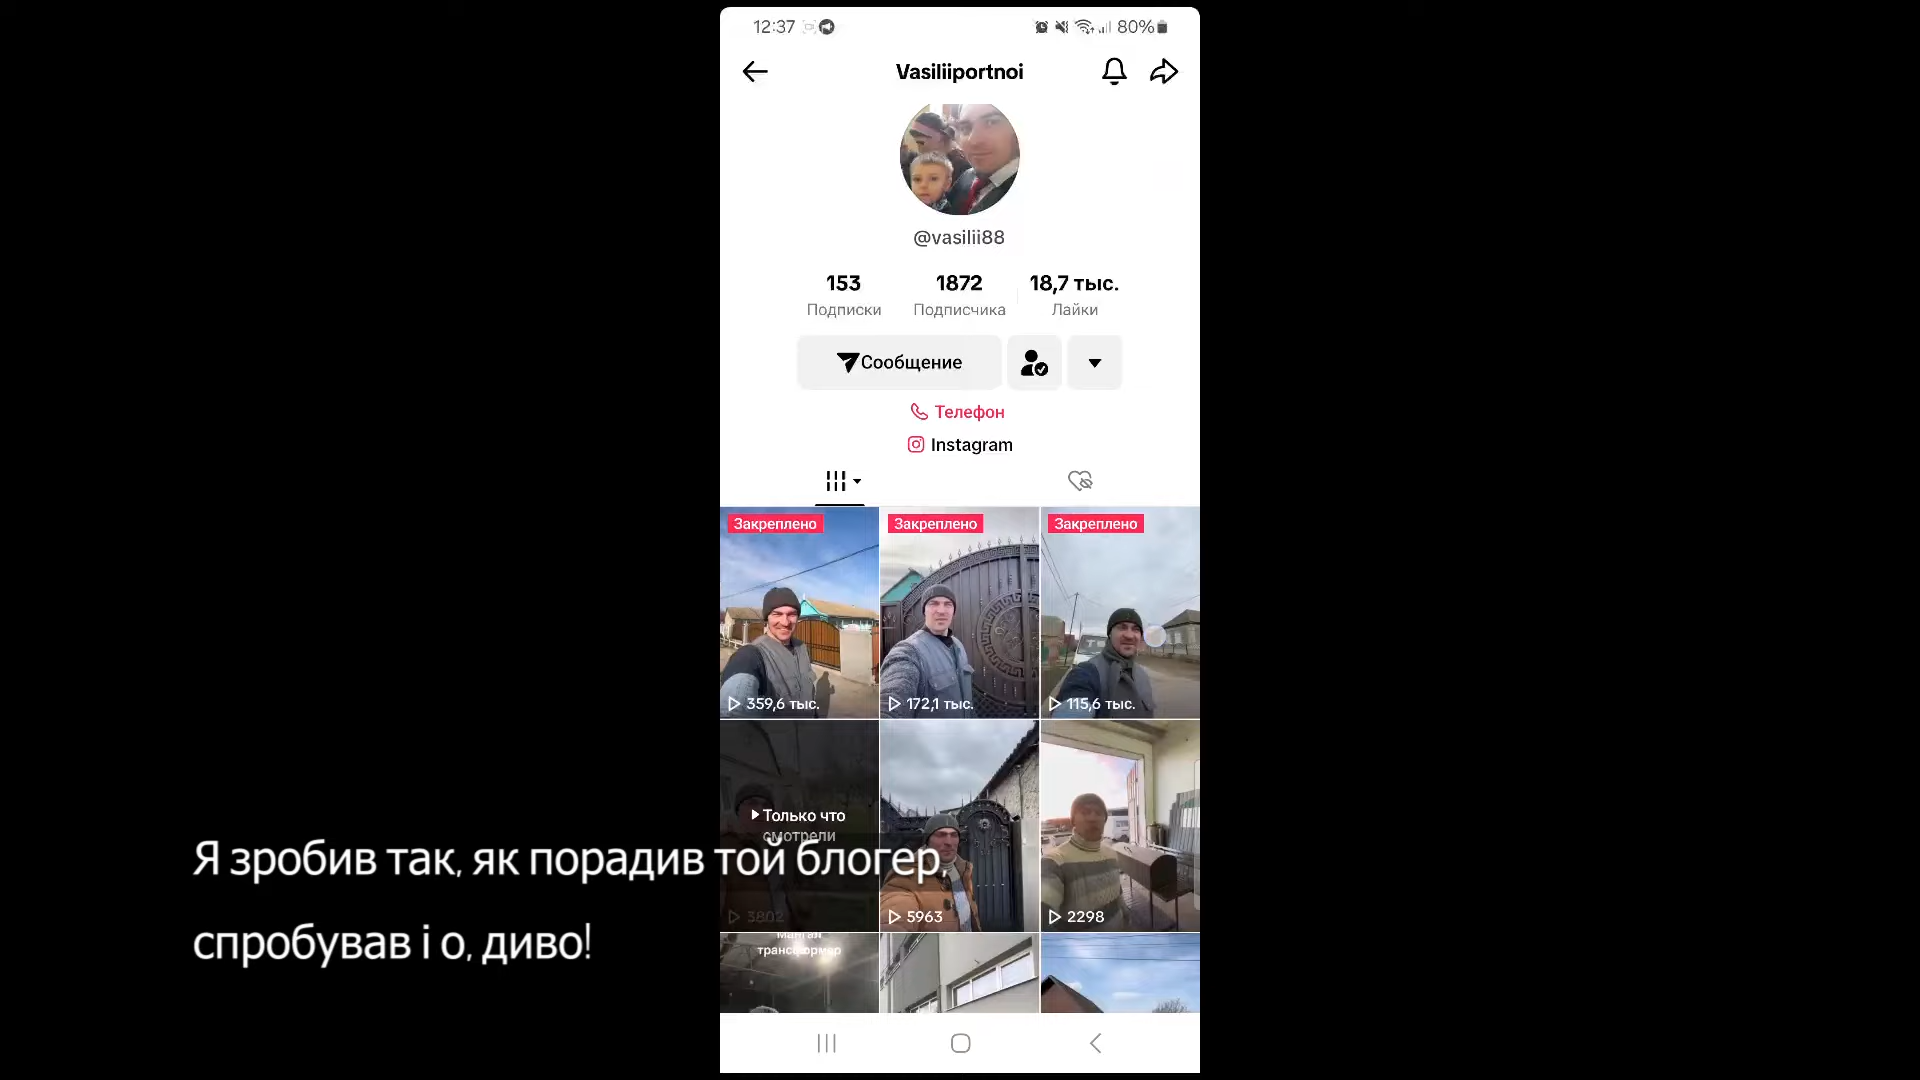 12:37
80%
Vasiliiportnoi
@vasilii88
153
1872
18,7 тыс.
Подписки
Подписчика
Лайки
Сообщение
Телефон
Instagram
Закреплено
Закреплено
Закреплено
359,6 тыс.
172,1 тыс.
115,6 тыс.
Только что
смотрели
3802
5963
2298
Мангал
трансформер
Я зробив так, як порадив той блогер,
спробував і о, диво!